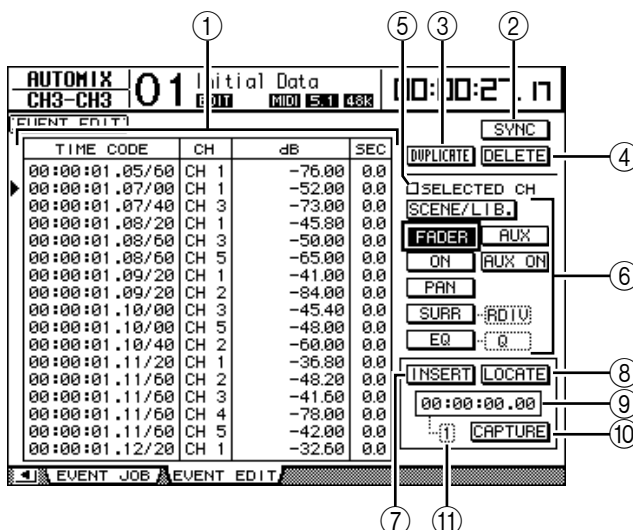 ① ⑤ ③ ②
AUTOMIX 01 Initial Data 00:00:27.17
CH3-CH3 EDIT MIDI 5.1 48k
EVENT EDIT
SYNC
TIME CODE CH dB SEC
DUPLICATE DELETE ④
00:00:01.05/60 CH 1 -76.00 0.0
00:00:01.07/00 CH 1 -52.00 0.0
00:00:01.07/40 CH 3 -73.00 0.0
00:00:01.08/20 CH 1 -45.80 0.0
00:00:01.08/60 CH 3 -50.00 0.0
00:00:01.08/60 CH 5 -65.00 0.0
00:00:01.09/20 CH 1 -41.00 0.0
00:00:01.09/20 CH 2 -84.00 0.0
00:00:01.10/00 CH 3 -45.40 0.0
00:00:01.10/00 CH 5 -48.00 0.0
00:00:01.10/40 CH 2 -60.00 0.0
00:00:01.11/20 CH 1 -36.80 0.0
00:00:01.11/60 CH 2 -48.20 0.0
00:00:01.11/60 CH 3 -41.60 0.0
00:00:01.11/60 CH 4 -78.00 0.0
00:00:01.11/60 CH 5 -42.00 0.0
00:00:01.12/20 CH 1 -32.60 0.0
SELECTED CH
SCENE/LIB.
FADER AUX
ON AUX ON ⑥
PAN
SURR RDIV
EQ Q
INSERT LOCATE ⑧
00:00:00.00 ⑨
1 CAPTURE ⑩
EVENT JOB EVENT EDIT
⑦ ⑪